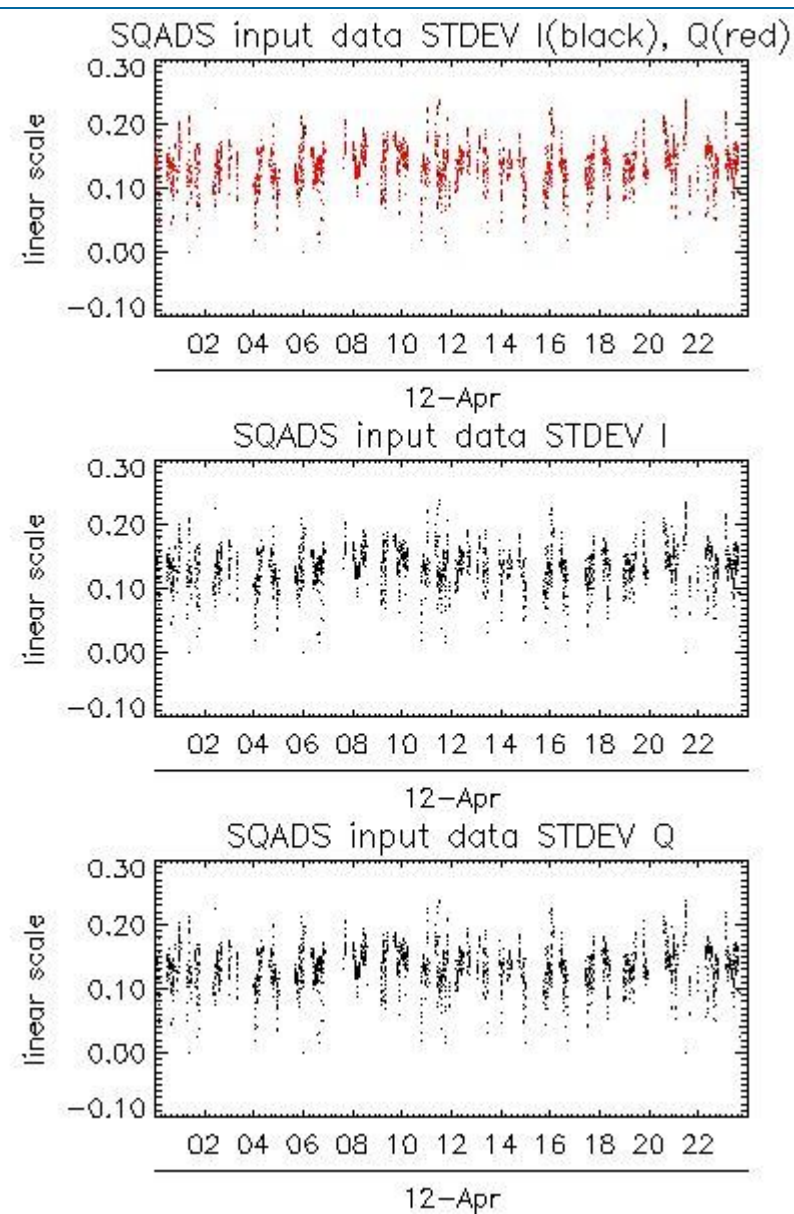 SQADS input data STDEV I(black), Q(red)
0.30
0.20
0.10
0.00
−0.10
linear scale
02 04 06 08 10 12 14 16 18 20 22
12−Apr
SQADS input data STDEV I
0.30
0.20
0.10
0.00
−0.10
linear scale
02 04 06 08 10 12 14 16 18 20 22
12−Apr
SQADS input data STDEV Q
0.30
0.20
0.10
0.00
−0.10
linear scale
02 04 06 08 10 12 14 16 18 20 22
12−Apr